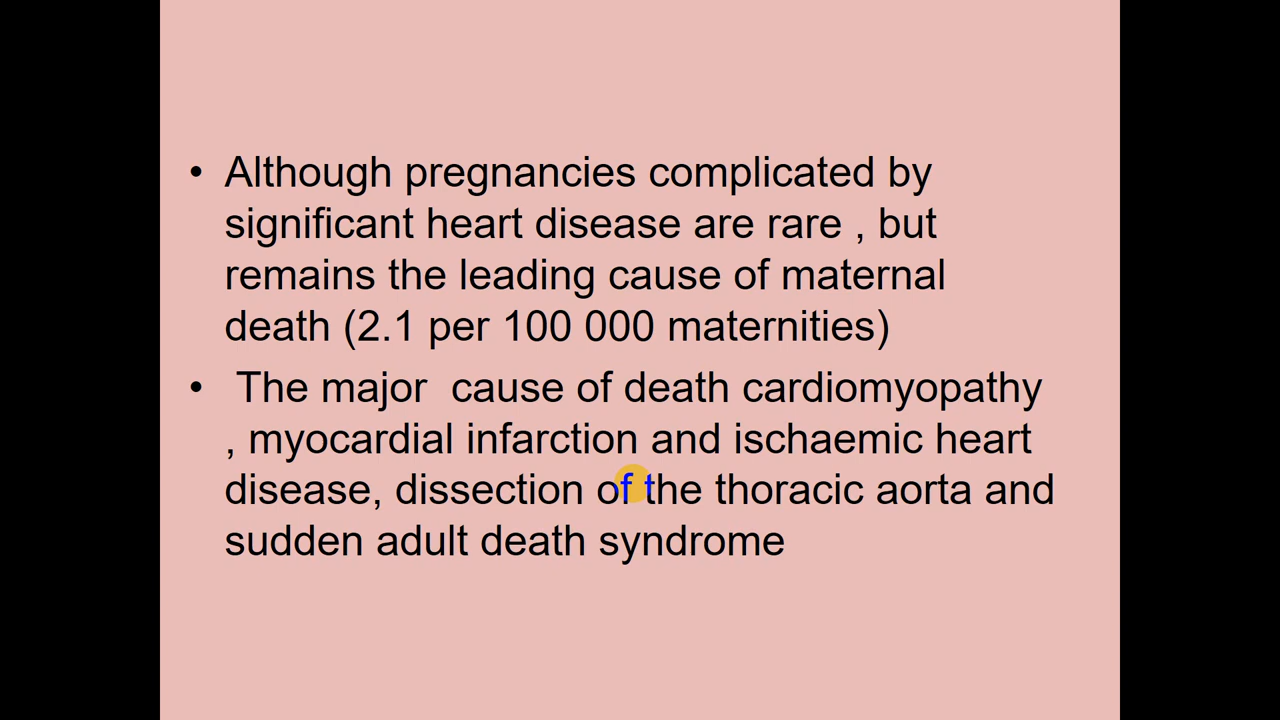 • Although pregnancies complicated by
significant heart disease are rare , but
remains the leading cause of maternal
death (2.1 per 100 000 maternities)
• The major  cause of death cardiomyopathy
, myocardial infarction and ischaemic heart
disease, dissection of the thoracic aorta and
sudden adult death syndrome